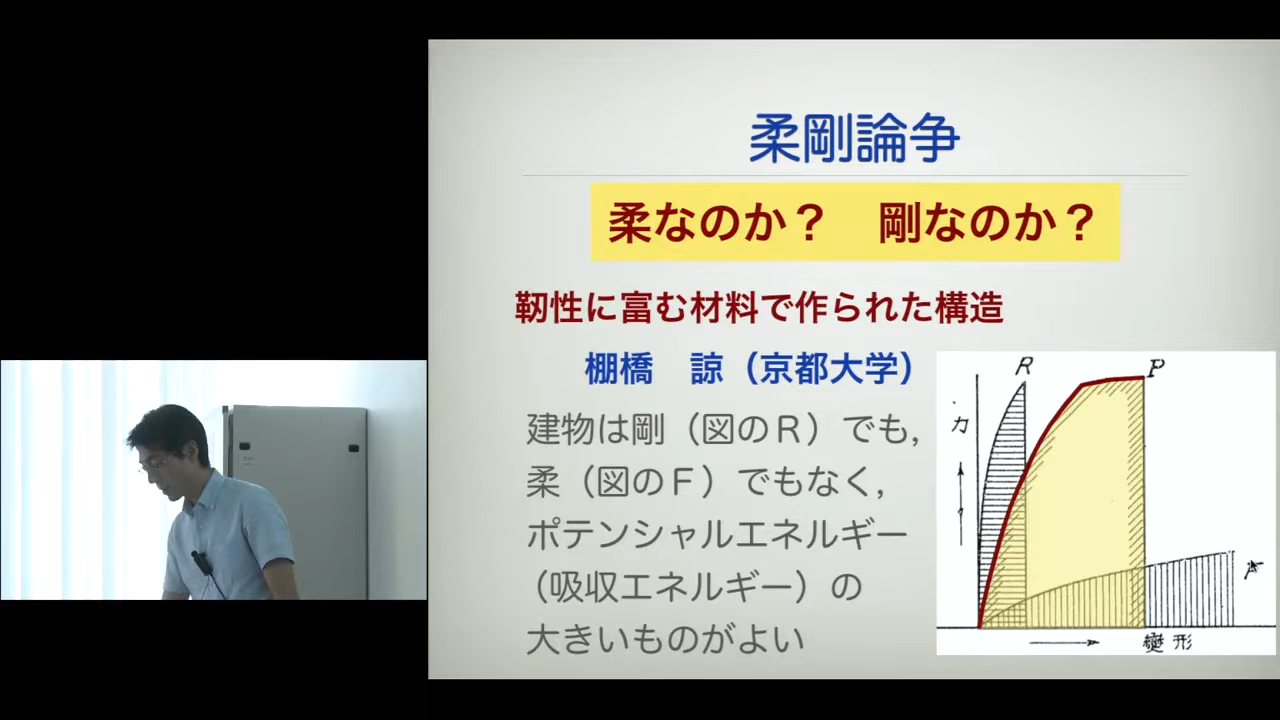 柔剛論争
柔なのか？　剛なのか？
靭性に富む材料で作られた構造
棚橋　諒（京都大学）
建物は剛（図のＲ）でも，
柔（図のＦ）でもなく，
ポテンシャルエネルギー
（吸収エネルギー）の
大きいものがよい
R
P
力
F
變形